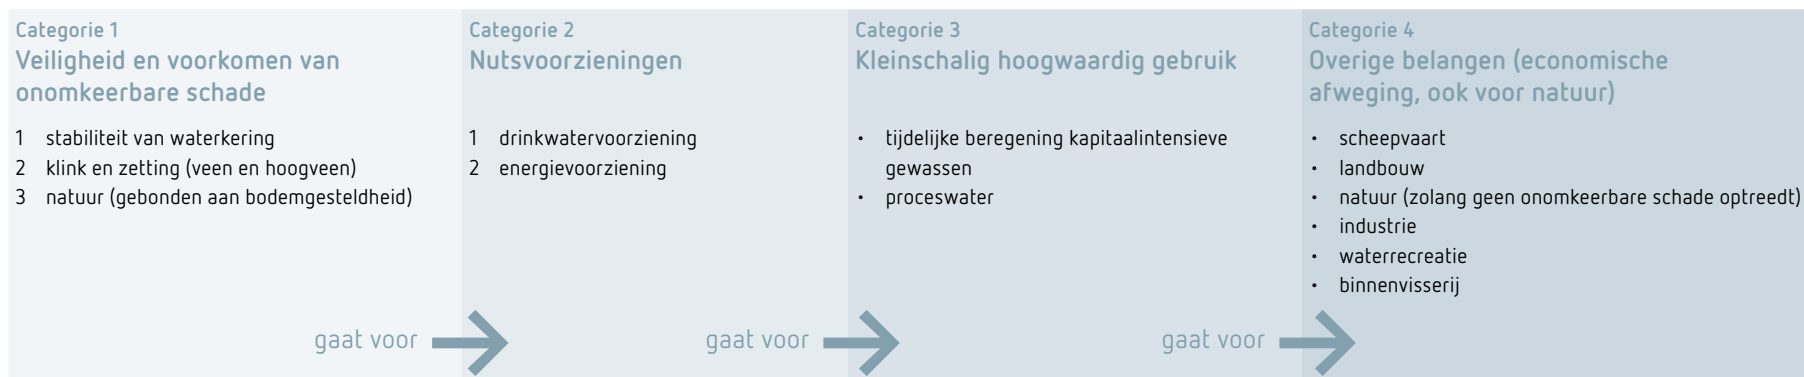 Categorie 1
Veiligheid en voorkomen van
onomkeerbare schade
1 stabiliteit van waterkering
2 klink en zetting (veen en hoogveen)
3 natuur (gebonden aan bodemgesteldheid)
gaat voor
Categorie 2
Nutsvoorzieningen
1 drinkwatervoorziening
2 energievoorziening
gaat voor
Categorie 3
Kleinschalig hoogwaardig gebruik
• tijdelijke beregening kapitaalintensieve
gewassen
• proceswater
gaat voor
Categorie 4
Overige belangen (economische
afweging, ook voor natuur)
• scheepvaart
• landbouw
• natuur (zolang geen onomkeerbare schade optreedt)
• industrie
• waterrecreatie
• binnenvisserij